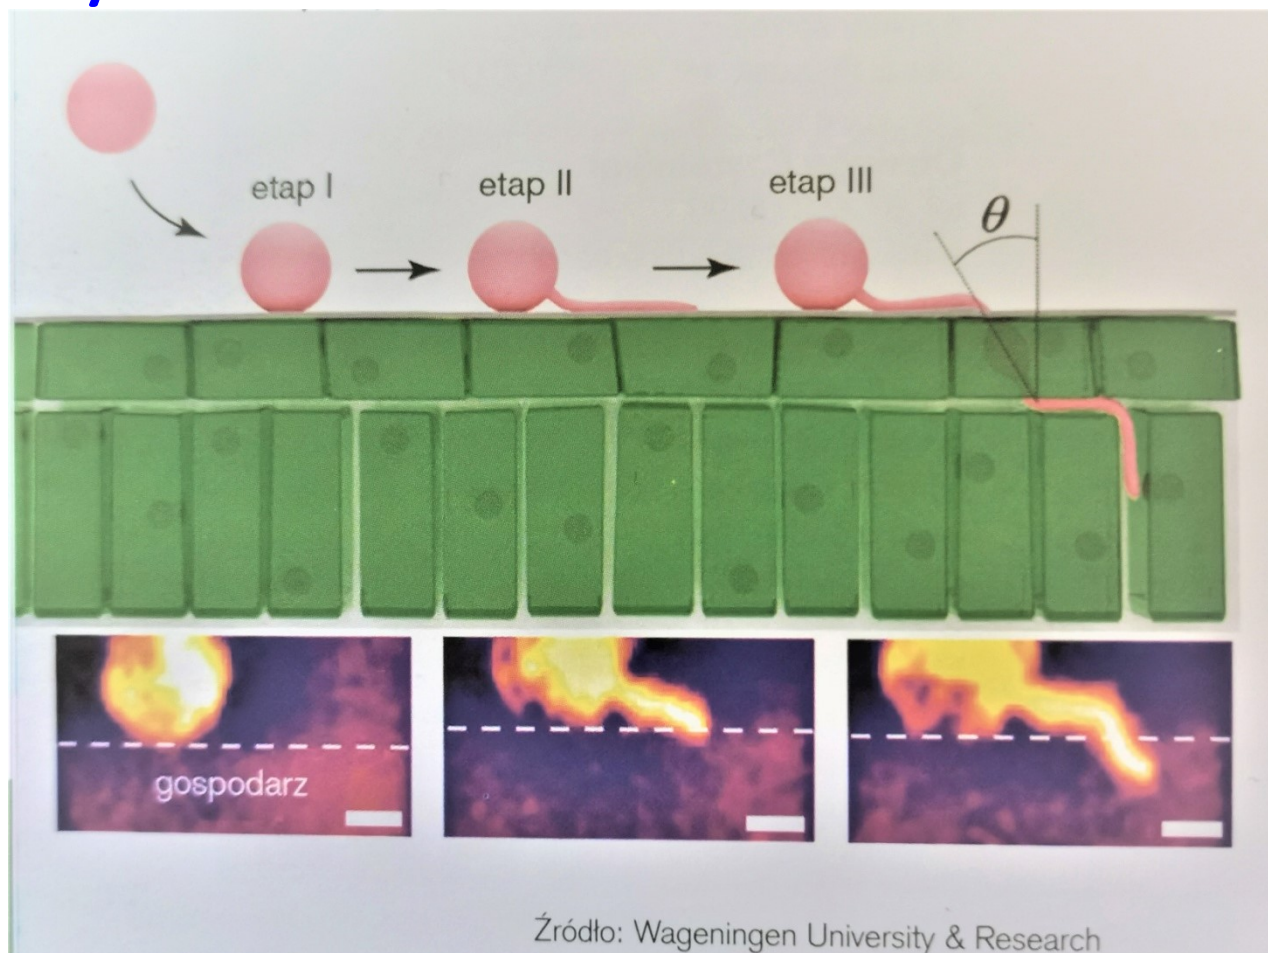 etap I
etap II
etap III
θ
gospodarz
Źródło: Wageningen University & Research